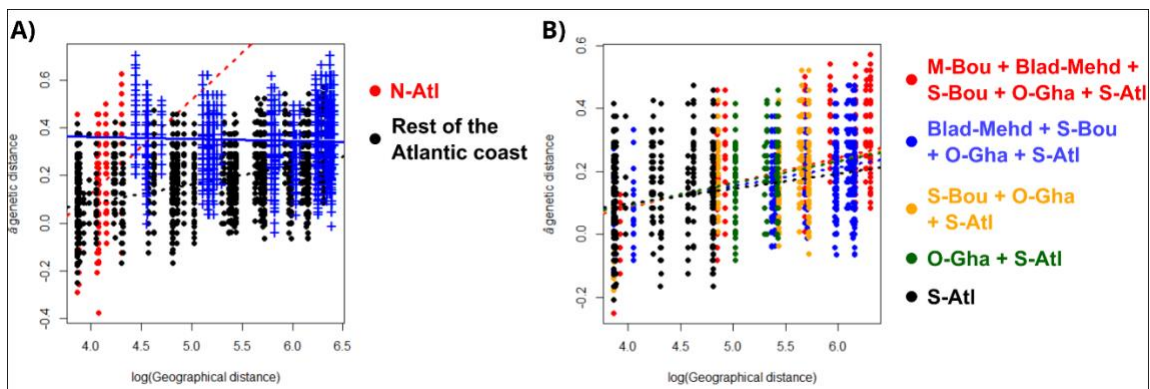 A)
âgenetic distance
0.6
0.4
0.2
0.0
-0.2
-0.4
4.0 4.5 5.0 5.5 6.0 6.5
log(Geographical distance)
N-Atl
Rest of the
Atlantic coast
B)
âgenetic distance
0.6
0.4
0.2
0.0
-0.2
4.0 4.5 5.0 5.5 6.0
log(Geographical distance)
M-Bou + Blad-Mehd +
S-Bou + O-Gha + S-Atl
Blad-Mehd + S-Bou
+ O-Gha + S-Atl
S-Bou + O-Gha
+ S-Atl
O-Gha + S-Atl
S-Atl